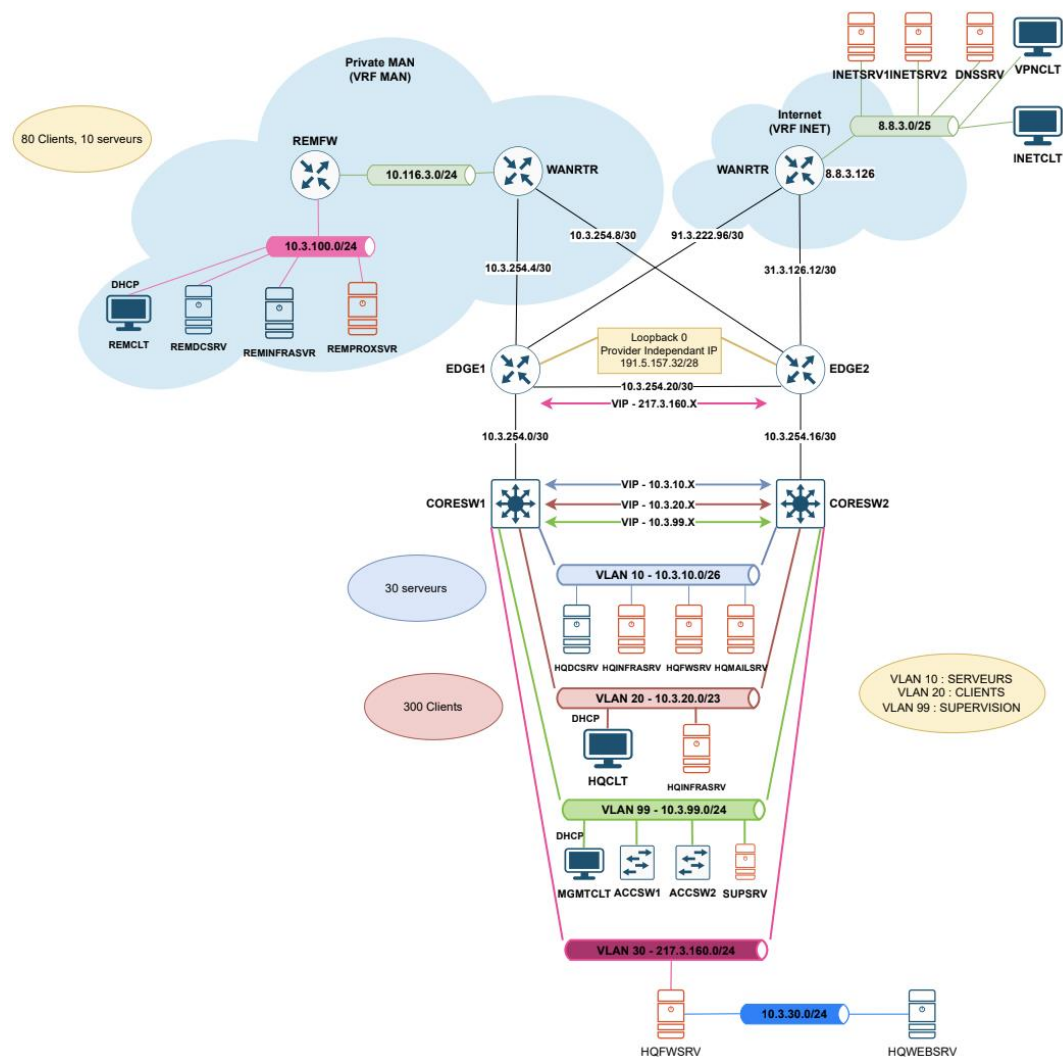 Private MAN
(VRF MAN)
80 Clients, 10 serveurs
REMFW
10.116.3.0/24
WANRTR
10.3.100.0/24
DHCP
REMCLT
REMDCSRV
REMINFRASVR
REMPROXSVR
10.3.254.4/30
10.3.254.8/30
INETSRV1
INETSRV2
DNSSRV
VPNCLT
Internet
(VRF INET)
8.8.3.0/25
INETCLT
WANRTR
8.8.3.126
91.3.222.96/30
31.3.126.12/30
Loopback 0
Provider Independant IP
191.5.157.32/28
EDGE1
EDGE2
10.3.254.20/30
VIP - 217.3.160.X
10.3.254.0/30
10.3.254.16/30
CORESW1
CORESW2
VIP - 10.3.10.X
VIP - 10.3.20.X
VIP - 10.3.99.X
30 serveurs
VLAN 10 - 10.3.10.0/26
HQDCSRV
HQINFRASRV
HQFWSRV
HQMAILSRV
300 Clients
VLAN 20 - 10.3.20.0/23
DHCP
HQCLT
HQINFRASRV
VLAN 10 : SERVEURS
VLAN 20 : CLIENTS
VLAN 99 : SUPERVISION
VLAN 99 - 10.3.99.0/24
DHCP
MGMTCLT
ACCSW1
ACCSW2
SUPSRV
VLAN 30 - 217.3.160.0/24
HQFWSRV
10.3.30.0/24
HQWEBSRV